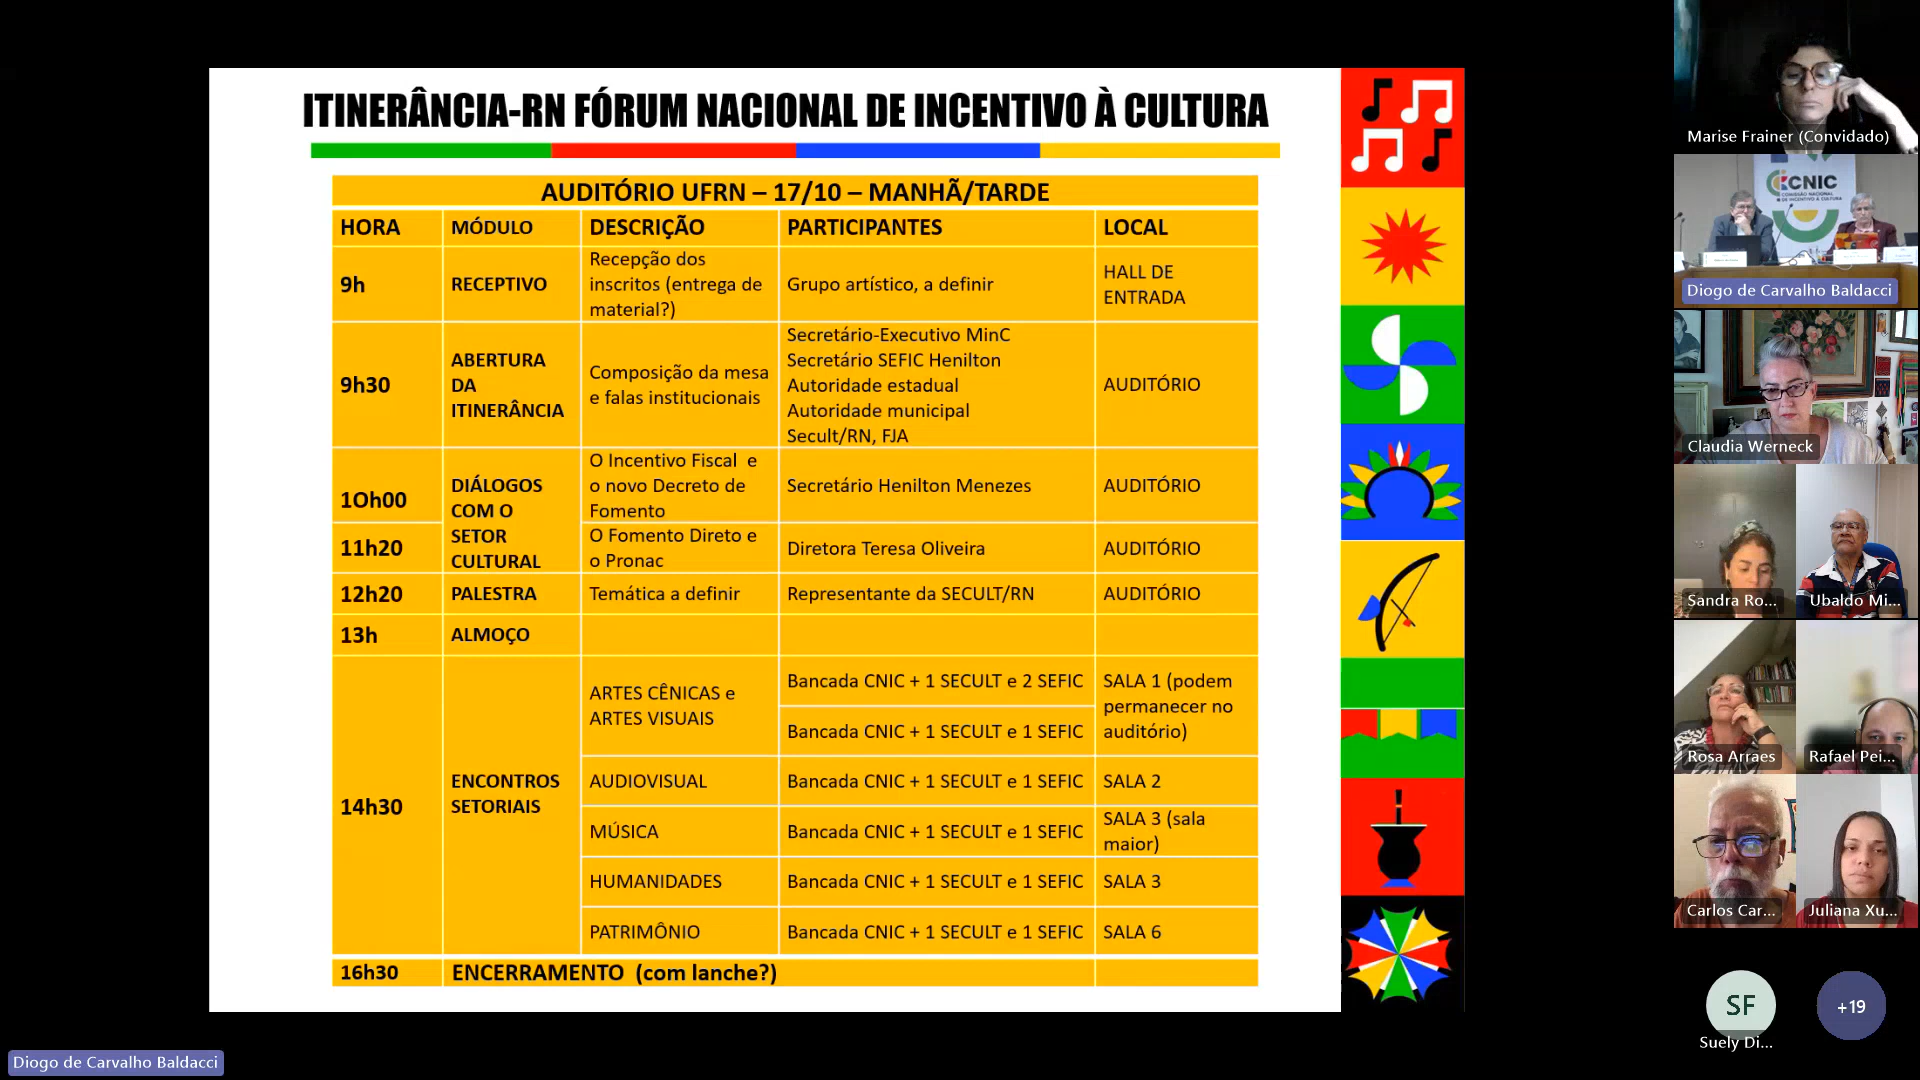 ITINERÂNCIA-RN FÓRUM NACIONAL DE INCENTIVO À CULTURA
AUDITÓRIO UFRN – 17/10 – MANHÃ/TARDE
HORA MÓDULO DESCRIÇÃO PARTICIPANTES LOCAL
9h RECEPTIVO Recepção dos
inscritos (entrega de
material?) Grupo artístico, a definir HALL DE
ENTRADA
9h30 ABERTURA
DA
ITINERÂNCIA Composição da mesa
e falas institucionais Secretário-Executivo MinC
Secretário SEFIC Henilton
Autoridade estadual
Autoridade municipal
Secult/RN, FJA AUDITÓRIO
1Oh00 DIÁLOGOS
COM O
SETOR
CULTURAL O Incentivo Fiscal e
o novo Decreto de
Fomento Secretário Henilton Menezes AUDITÓRIO
11h20 O Fomento Direto e
o Pronac Diretora Teresa Oliveira AUDITÓRIO
12h20 PALESTRA Temática a definir Representante da SECULT/RN AUDITÓRIO
13h ALMOÇO
14h30 ENCONTROS
SETORIAIS ARTES CÊNICAS e
ARTES VISUAIS Bancada CNIC + 1 SECULT e 2 SEFIC
Bancada CNIC + 1 SECULT e 1 SEFIC SALA 1 (podem
permanecer no
auditório)
AUDIOVISUAL Bancada CNIC + 1 SECULT e 1 SEFIC SALA 2
MÚSICA Bancada CNIC + 1 SECULT e 1 SEFIC SALA 3 (sala
maior)
HUMANIDADES Bancada CNIC + 1 SECULT e 1 SEFIC SALA 3
PATRIMÔNIO Bancada CNIC + 1 SECULT e 1 SEFIC SALA 6
16h30 ENCERRAMENTO (com lanche?)
Marise Frainer (Convidado)
CNIC
Diogo de Carvalho Baldacci
Claudia Werneck
Sandra Ro... Ubaldo Mi...
Rosa Arraes Rafael Pei...
Carlos Car... Juliana Xu...
SF +19
Suely Di...
Diogo de Carvalho Baldacci